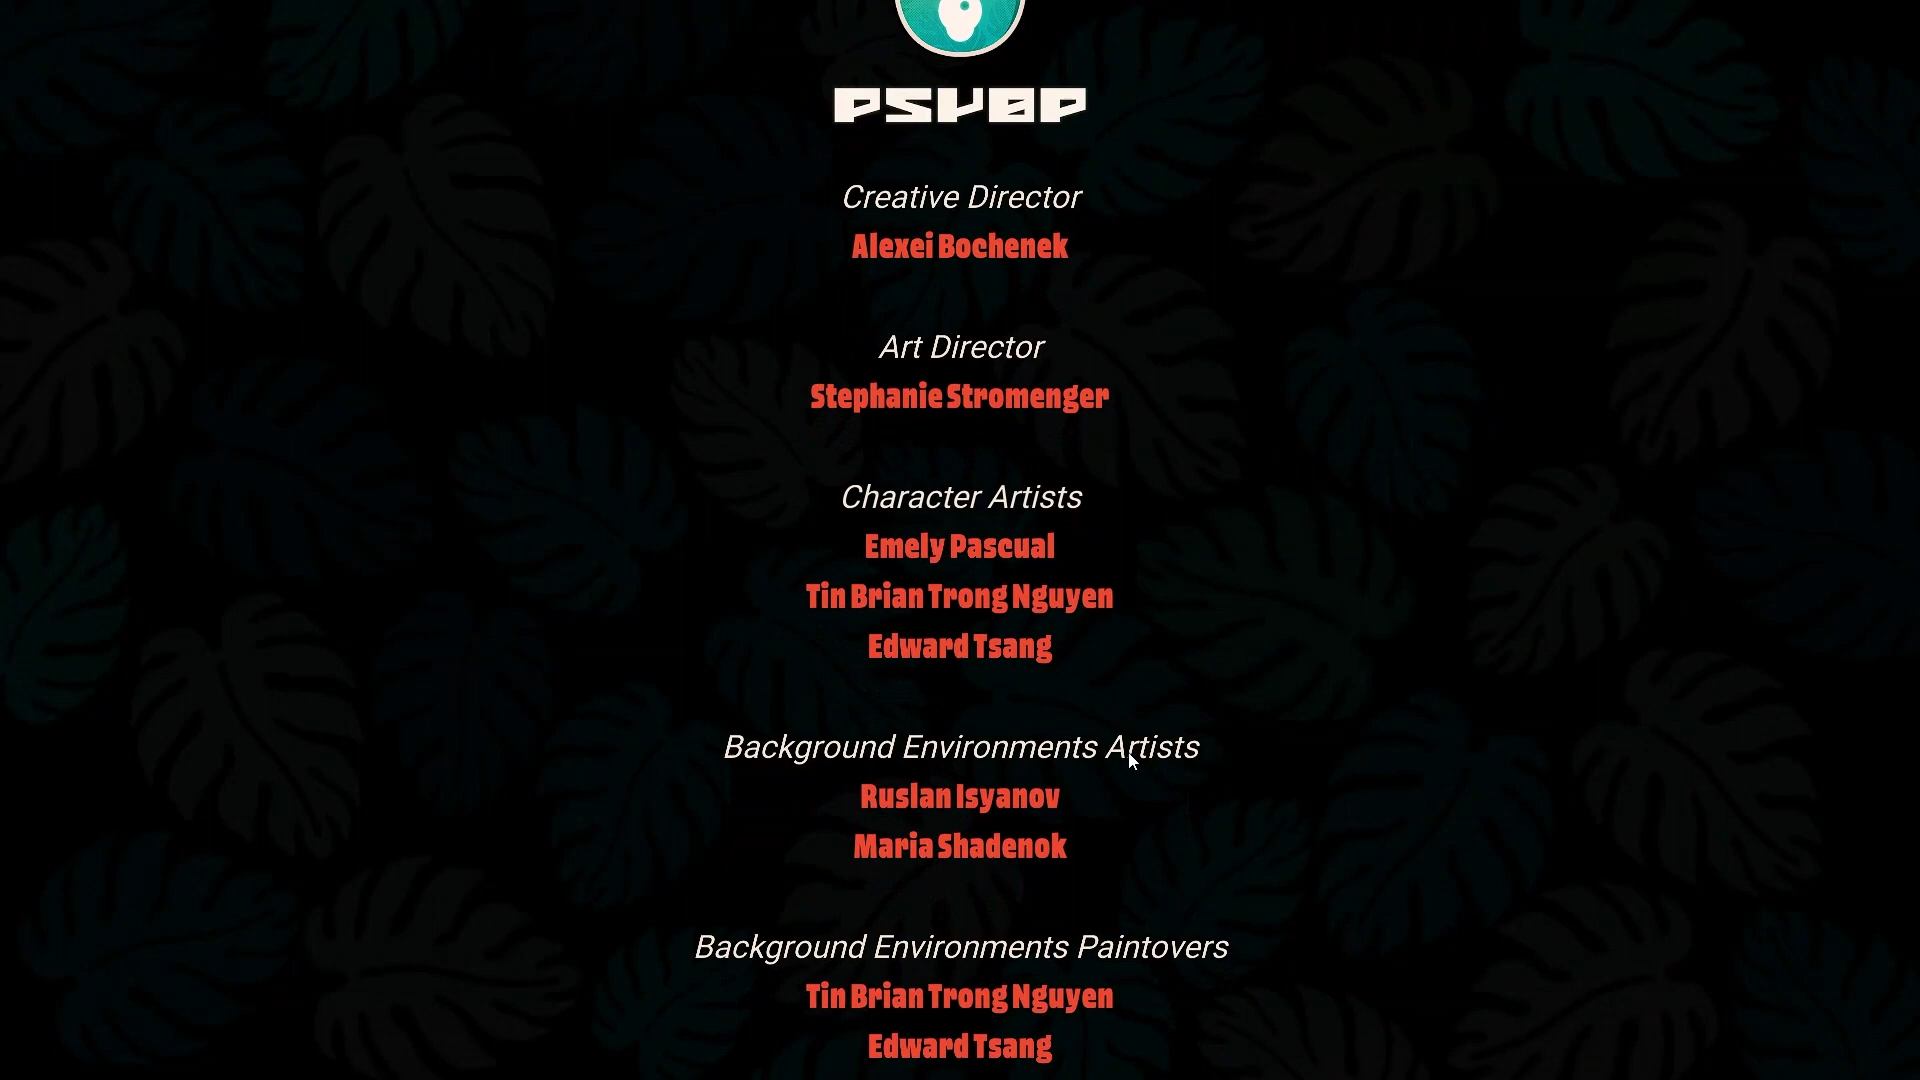 PSYOP
Creative Director
Alexei Bochenek
Art Director
Stephanie Stromenger
Character Artists
Emely Pascual
Tin Brian Trong Nguyen
Edward Tsang
Background Environments Artists
Ruslan Isyanov
Maria Shadenok
Background Environments Paintovers
Tin Brian Trong Nguyen
Edward Tsang